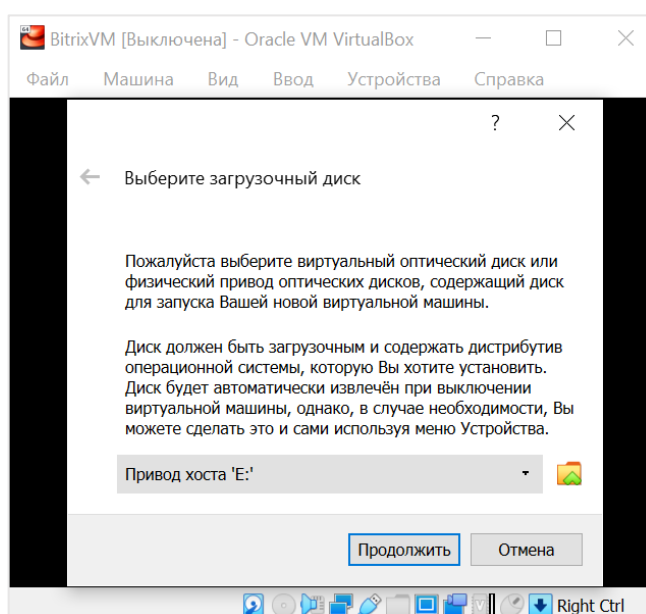 BitrixVM [Выключена] - Oracle VM VirtualBox
Файл Машина Вид Ввод Устройства Справка
?
Выберите загрузочный диск
Пожалуйста выберите виртуальный оптический диск или
физический привод оптических дисков, содержащий диск
для запуска Вашей новой виртуальной машины.
Диск должен быть загрузочным и содержать дистрибутив
операционной системы, которую Вы хотите установить.
Диск будет автоматически извлечён при выключении
виртуальной машины, однако, в случае необходимости, Вы
можете сделать это и сами используя меню Устройства.
Привод хоста 'E:'
Продолжить Отмена
Right Ctrl